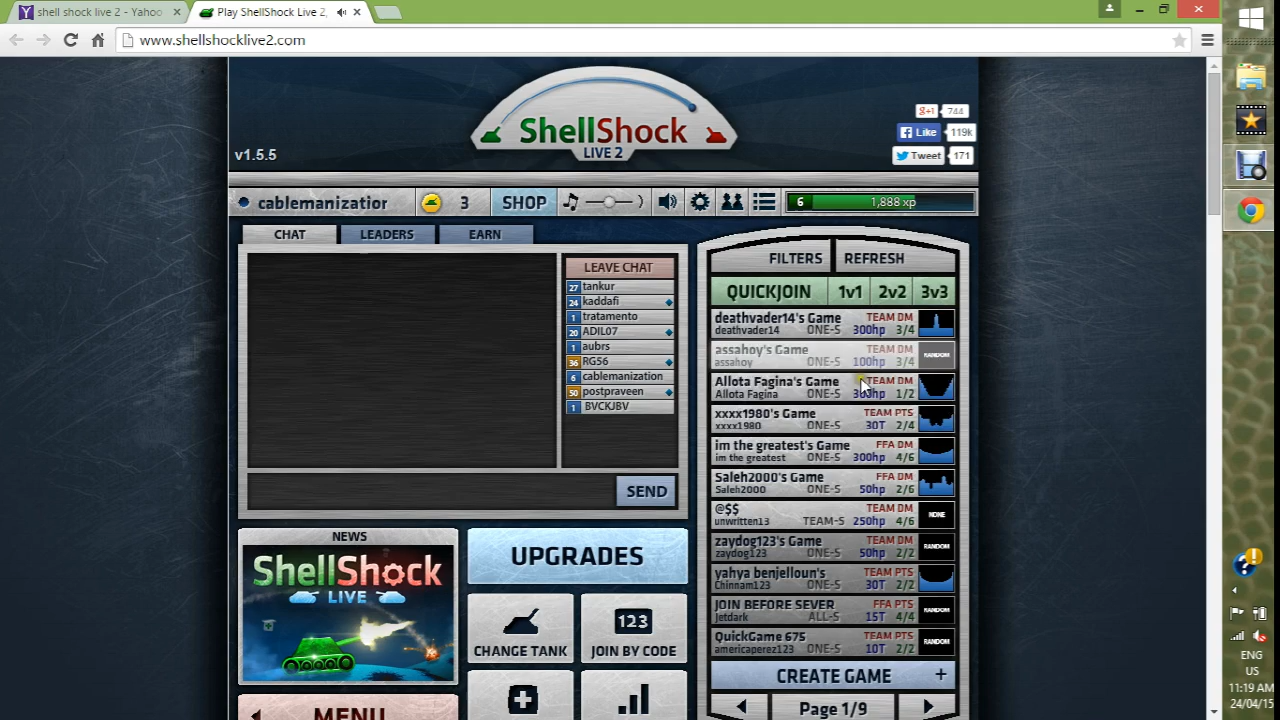 shell shock live 2 - Yahoo
Play ShellShock Live 2,
www.shellshocklive2.com
ShellShock
LIVE 2
v1.5.5
g+1 744
Like 119k
Tweet 171
cablemanization
3
SHOP
6 1,888 xp
CHAT LEADERS EARN
LEAVE CHAT
27 tankur
24 kaddafi
1 tratamento
20 ADIL07
1 aubrs
36 RG56
6 cablemanization
50 postpraveen
1 BVCKJBV
SEND
FILTERS REFRESH
QUICKJOIN 1v1 2v2 3v3
deathvader14's Game TEAM DM
deathvader14 ONE-S 300hp 3/4
assahoy's Game TEAM DM
assahoy ONE-S 100hp 3/4
RANDOM
Allota Fagina's Game TEAM DM
Allota Fagina ONE-S 300hp 1/2
xxxx1980's Game TEAM PTS
xxxx1980 ONE-S 30T 2/4
im the greatest's Game FFA DM
im the greatest ONE-S 300hp 4/6
Saleh2000's Game FFA DM
Saleh2000 ONE-S 50hp 2/6
@$$ TEAM DM
unwritten13 TEAM-S 250hp 4/6
NONE
zaydog123's Game TEAM DM
zaydog123 ONE-S 50hp 2/2
RANDOM
yahya benjelloun's TEAM PTS
Chinnam123 ONE-S 30T 2/2
JOIN BEFORE SEVER FFA PTS
Jetdark ALL-S 15T 4/4
RANDOM
QuickGame 675 TEAM PTS
americaperez123 ONE-S 10T 2/2
RANDOM
CREATE GAME +
Page 1/9
NEWS
ShellShock
LIVE
UPGRADES
CHANGE TANK
123
JOIN BY CODE
MENU
ENG
US
11:19 AM
24/04/15